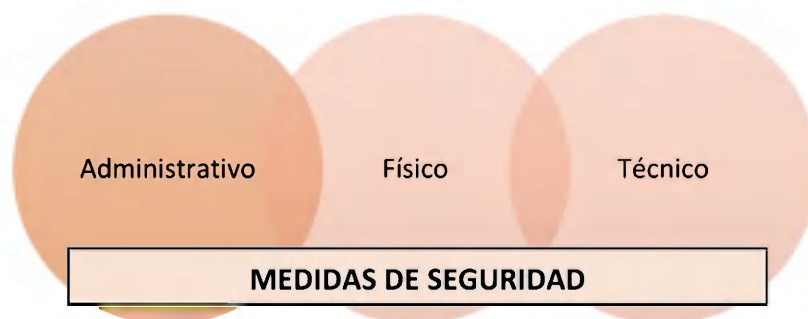 Administrativo
Físico
Técnico
MEDIDAS DE SEGURIDAD